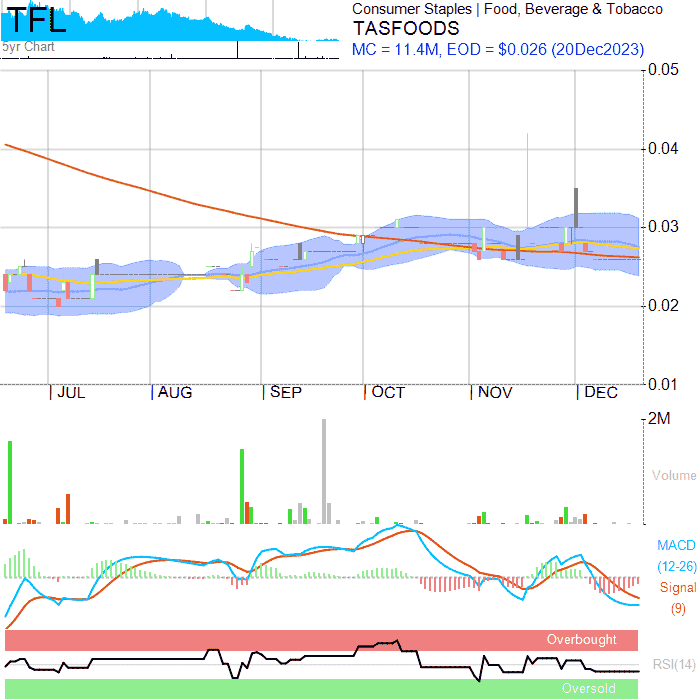 TFL
5yr Chart
Consumer Staples | Food, Beverage & Tobacco
TASFOODS
MC = 11.4M, EOD = $0.026 (20Dec2023)
0.05
0.04
0.03
0.02
0.01
JUL AUG SEP OCT NOV DEC
2M
Volume
MACD
(12-26)
Signal
(9)
Overbought
RSI(14)
Oversold